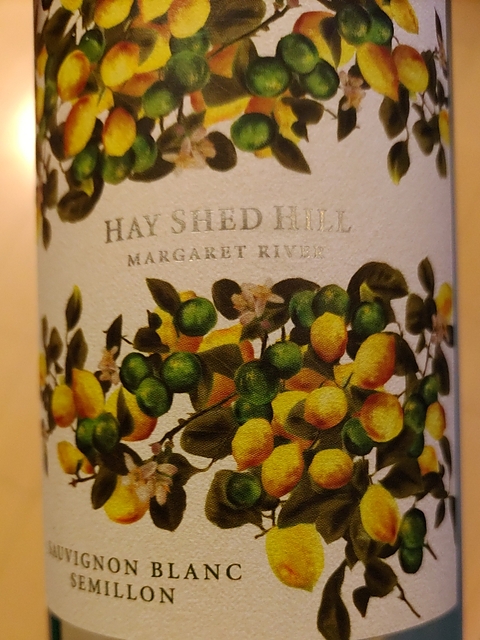 HAY SHED HILL
MARGARET RIVER
SAUVIGNON BLANC
SEMILLON